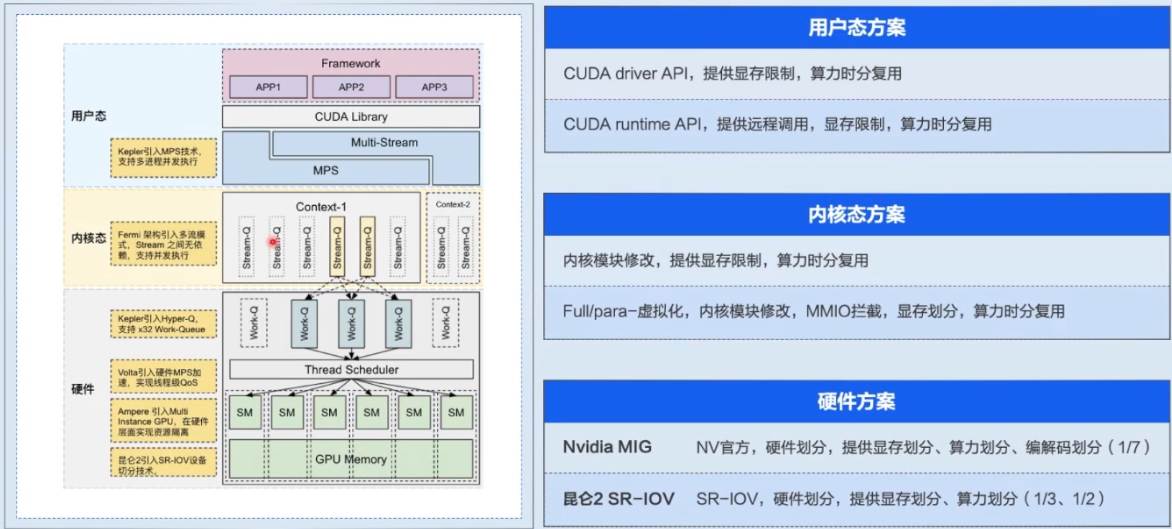 用户态
Framework
APP1
APP2
APP3
CUDA Library
Multi-Stream
MPS
Kepler引入MPS技术，
支持多进程并发执行
内核态
Fermi 架构引入多流模
式，Stream 之间无依
赖，支持并发执行
Context-1
Context-2
Stream-Q
Stream-Q
Stream-Q
Stream-Q
Stream-Q
Stream-Q
Stream-Q
Stream-Q
硬件
Kepler引入Hyper-Q,
支持 x32 Work-Queue
Work-Q
Work-Q
Work-Q
Work-Q
Work-Q
Volta引入硬件MPS加
速，实现线程级QoS
Thread Scheduler
Ampere 引入Multi
Instance GPU，在硬件
层面实现资源隔离
SM
SM
SM
SM
SM
SM
昆仑2引入SR-IOV设备
切分技术.
GPU Memory
用户态方案
CUDA driver API，提供显存限制，算力时分复用
CUDA runtime API，提供远程调用，显存限制，算力时分复用
内核态方案
内核模块修改，提供显存限制，算力时分复用
Full/para-虚拟化，内核模块修改，MMIO拦截，显存划分，算力时分复用
硬件方案
Nvidia MIG NV官方，硬件划分，提供显存划分、算力划分、编解码划分（1/7）
昆仑2 SR-IOV SR-IOV，硬件划分，提供显存划分、算力划分（1/3、1/2）